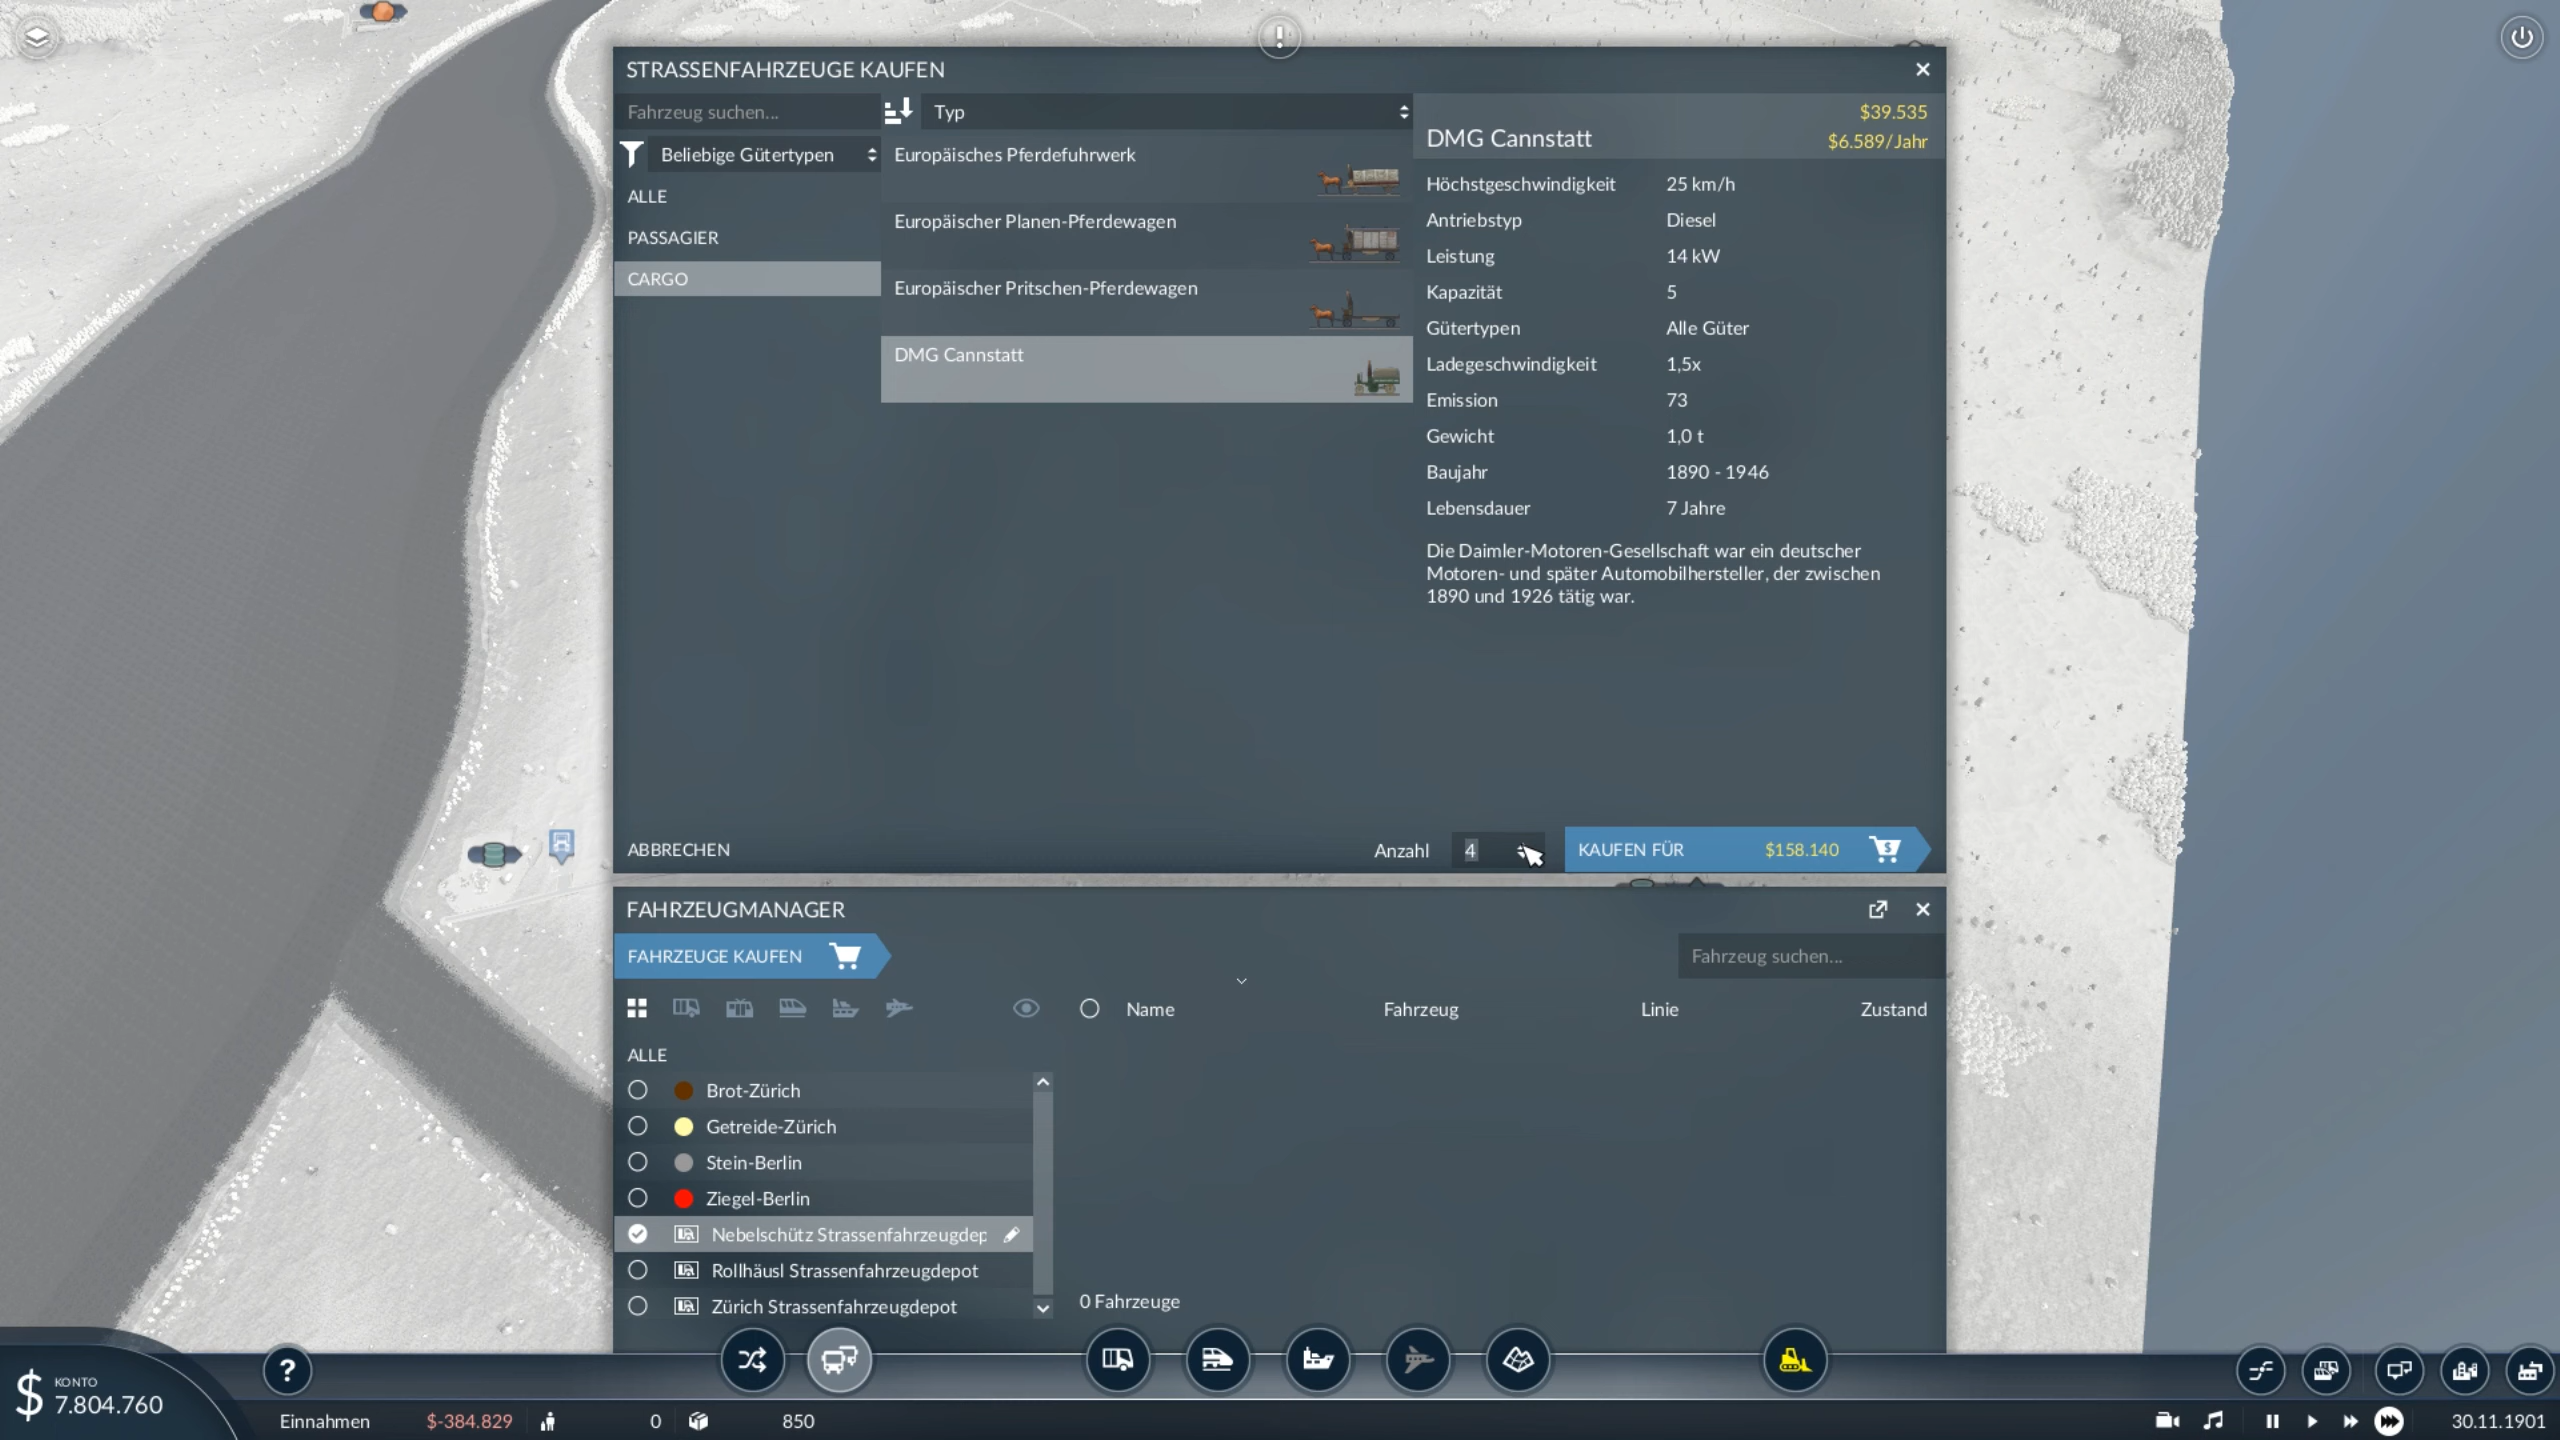 STRASSENFAHRZEUGE KAUFEN
Fahrzeug suchen...
Typ
Beliebige Gütertypen
ALLE
PASSAGIER
CARGO
Europäisches Pferdefuhrwerk
Europäischer Planen-Pferdewagen
Europäischer Pritschen-Pferdewagen
DMG Cannstatt
DMG Cannstatt
$39.535
$6.589/Jahr
Höchstgeschwindigkeit 25 km/h
Antriebstyp Diesel
Leistung 14 kW
Kapazität 5
Gütertypen Alle Güter
Ladegeschwindigkeit 1,5x
Emission 73
Gewicht 1,0 t
Baujahr 1890 - 1946
Lebensdauer 7 Jahre
Die Daimler-Motoren-Gesellschaft war ein deutscher
Motoren- und später Automobilhersteller, der zwischen
1890 und 1926 tätig war.
ABBRECHEN
Anzahl 4
KAUFEN FÜR $158.140
FAHRZEUGMANAGER
FAHRZEUGE KAUFEN
Fahrzeug suchen...
Name Fahrzeug Linie Zustand
ALLE
Brot-Zürich
Getreide-Zürich
Stein-Berlin
Ziegel-Berlin
Nebelschütz Strassenfahrzeugdep
Rollhäusl Strassenfahrzeugdepot
Zürich Strassenfahrzeugdepot
0 Fahrzeuge
$ KONTO
7.804.760
?
Einnahmen $-384.829 0 850
30.11.1901